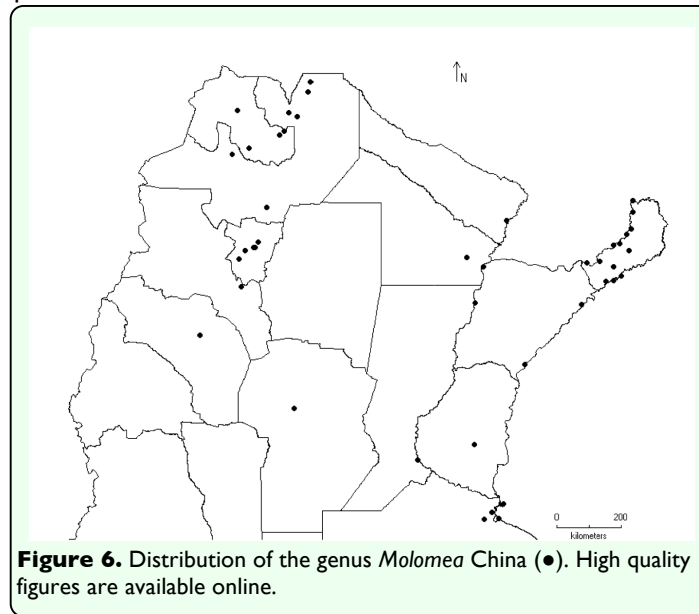 N
0 200
kilometers
Figure 6. Distribution of the genus Molomea China (●). High quality
figures are available online.